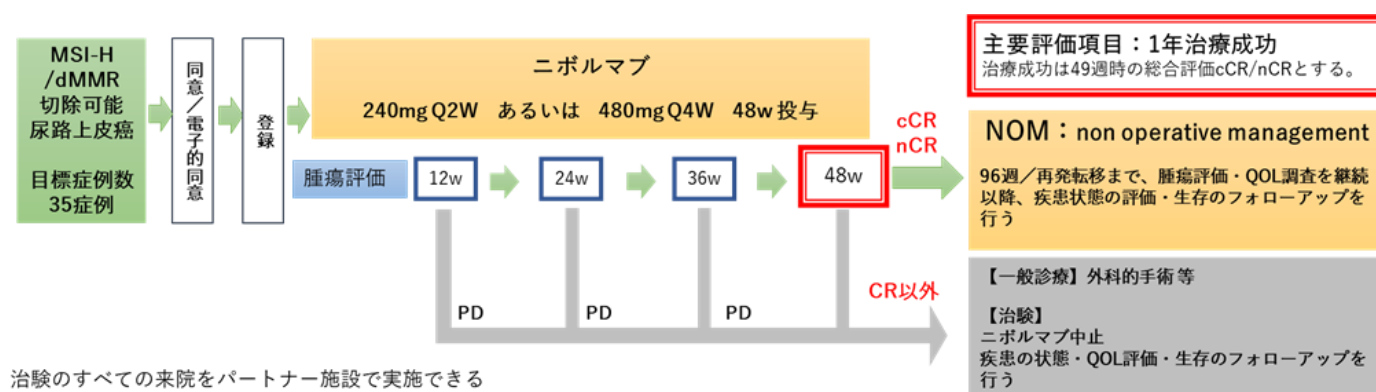 MSI-H
/dMMR
切除可能
尿路上皮癌
目標症例数
35症例
同意／電子的同意
登録
ニボルマブ
240mg Q2W あるいは 480mg Q4W 48w 投与
腫瘍評価
12w
24w
36w
48w
cCR
nCR
PD
PD
PD
CR以外
主要評価項目：1年治療成功
治療成功は49週時の総合評価cCR/nCRとする。
NOM：non operative management
96週／再発転移まで、腫瘍評価・QOL調査を継続
以降、疾患状態の評価・生存のフォローアップを
行う
【一般診療】外科的手術 等
【治験】
ニボルマブ中止
疾患の状態・QOL評価・生存のフォローアップを
行う
治験のすべての来院をパートナー施設で実施できる